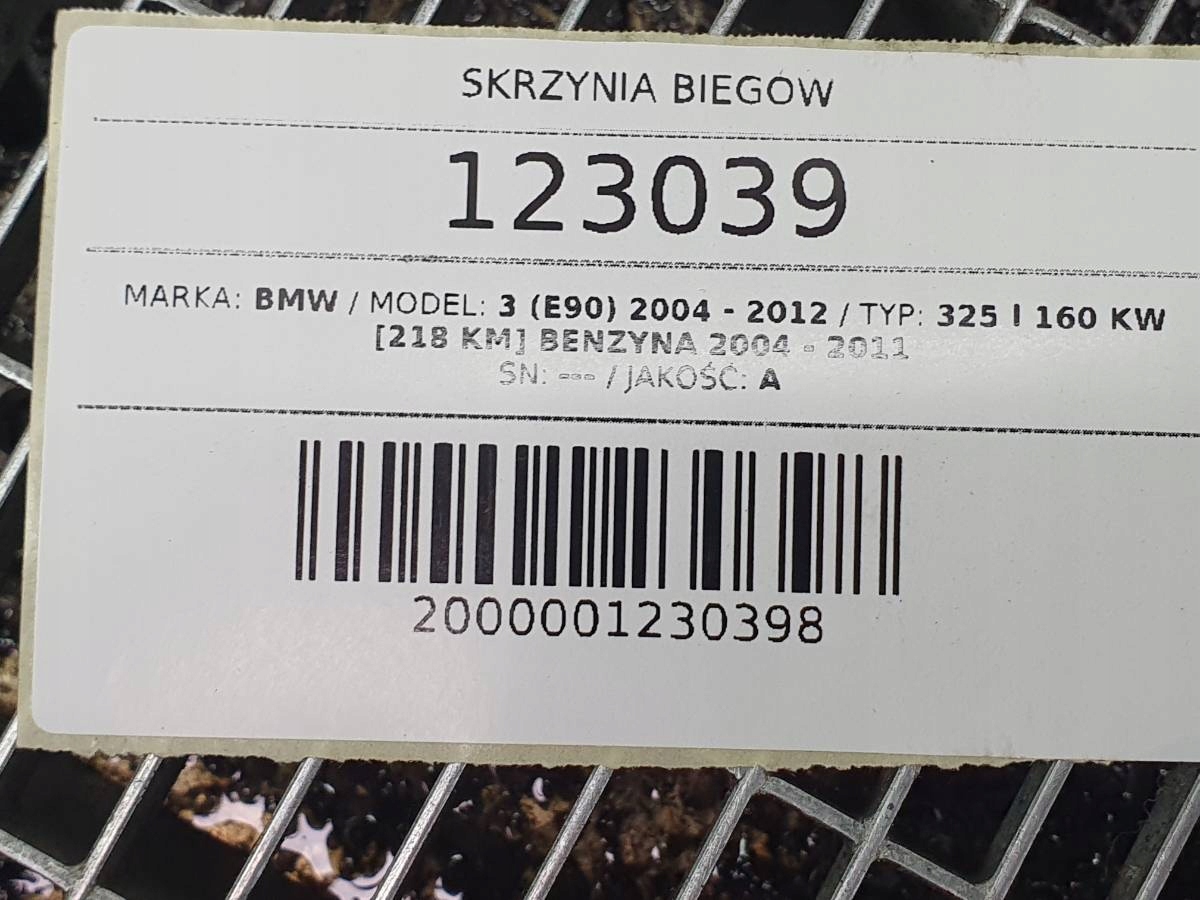 SKRZYNIA BIEGÓW
123039
MARKA: BMW / MODEL: 3 (E90) 2004 - 2012 / TYP: 325 I 160 KW
[218 KM] BENZYNA 2004 - 2011
SN: --- / JAKOŚĆ: A
2000001230398